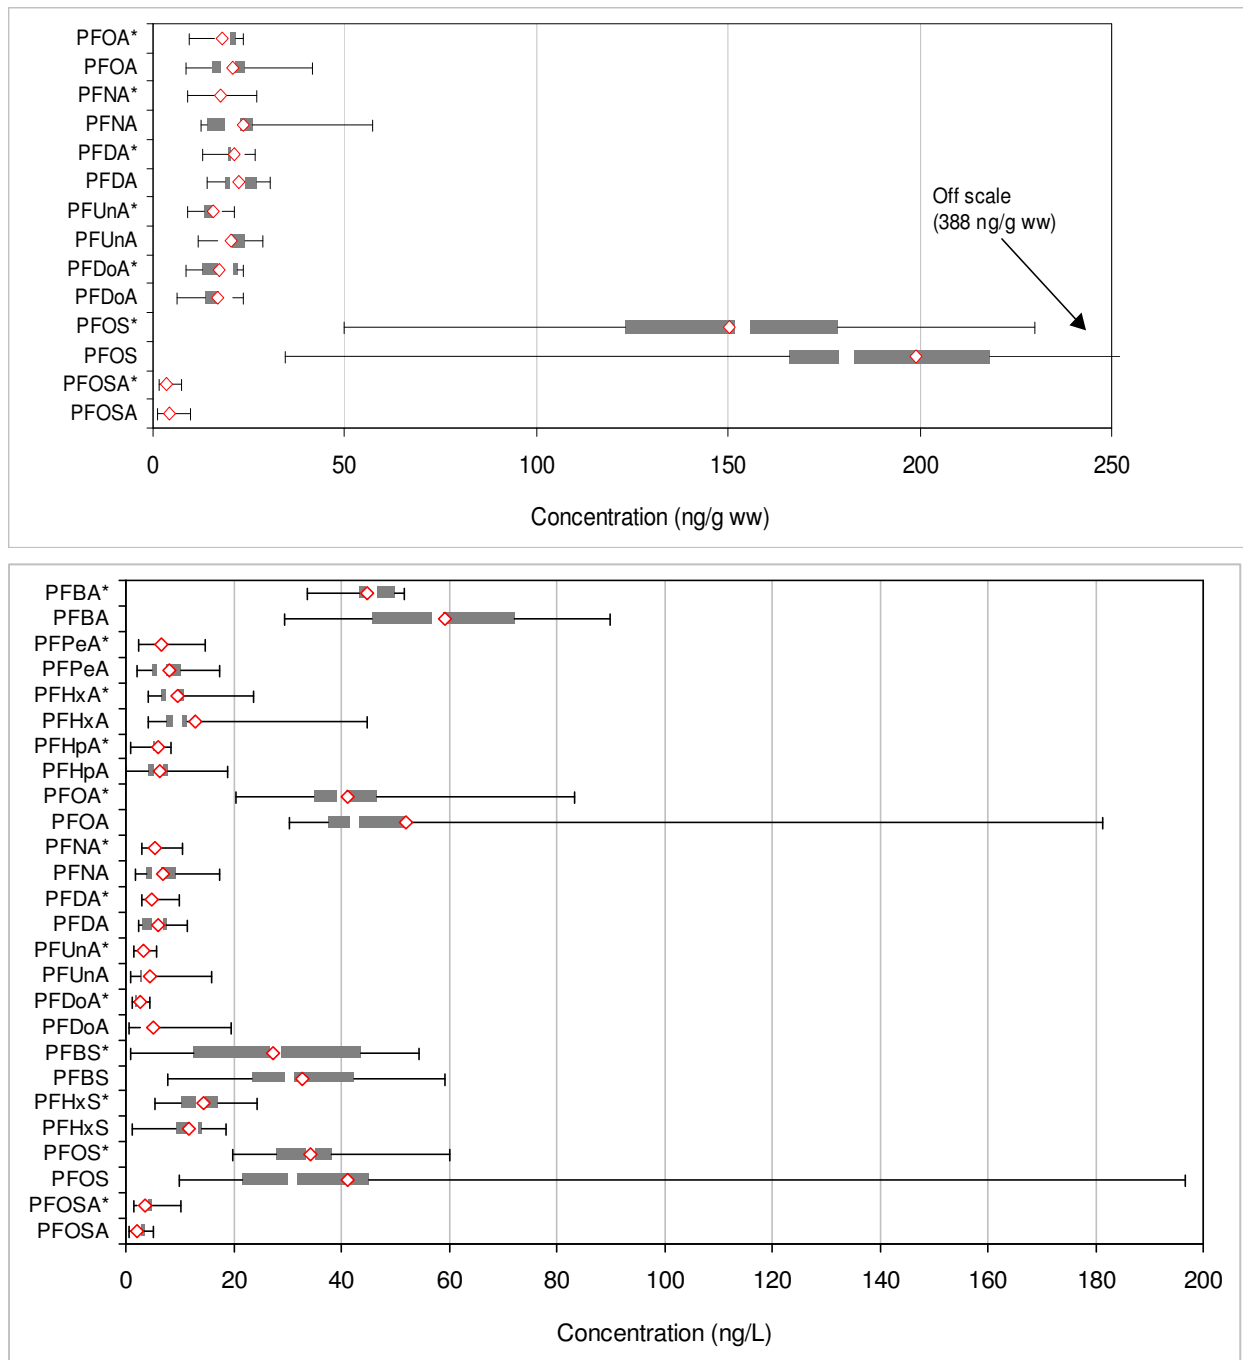 PFOA*
PFOA
PFNA*
PFNA
PFDA*
PFDA
PFUnA*
PFUnA
PFDoA*
PFDoA
PFOS*
PFOS
PFOSA*
PFOSA
Off scale
(388 ng/g ww)
0 50 100 150 200 250
Concentration (ng/g ww)
PFBA*
PFBA
PFPeA*
PFPeA
PFHxA*
PFHxA
PFHpA*
PFHpA
PFOA*
PFOA
PFNA*
PFNA
PFDA*
PFDA
PFUnA*
PFUnA
PFDoA*
PFDoA
PFBS*
PFBS
PFHxS*
PFHxS
PFOS*
PFOS
PFOSA*
PFOSA
0 20 40 60 80 100 120 140 160 180 200
Concentration (ng/L)